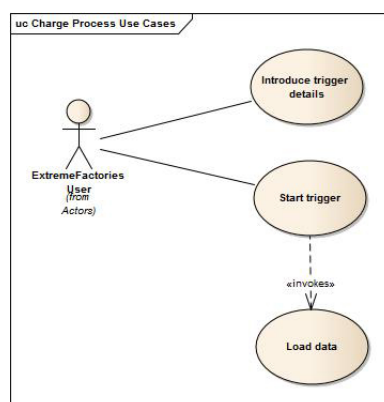 uc Charge Process Use Cases
Introduce trigger
details
ExtremeFactories
User
(from
Actors)
Start trigger
«invokes»
Load data